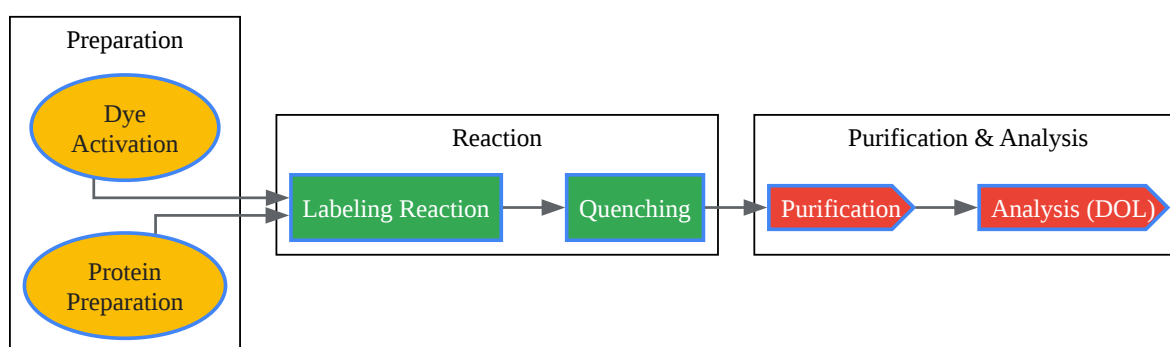 Preparation
Dye
Activation
Protein
Preparation
Reaction
Labeling Reaction
Quenching
Purification & Analysis
Purification
Analysis (DOL)